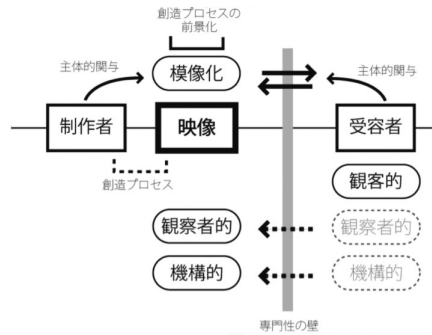 創造プロセスの
前景化
主体的関与
模像化
主体的関与
制作者
映像
受容者
創造プロセス
観客的
観察者的
観察者的
機構的
機構的
専門性の壁